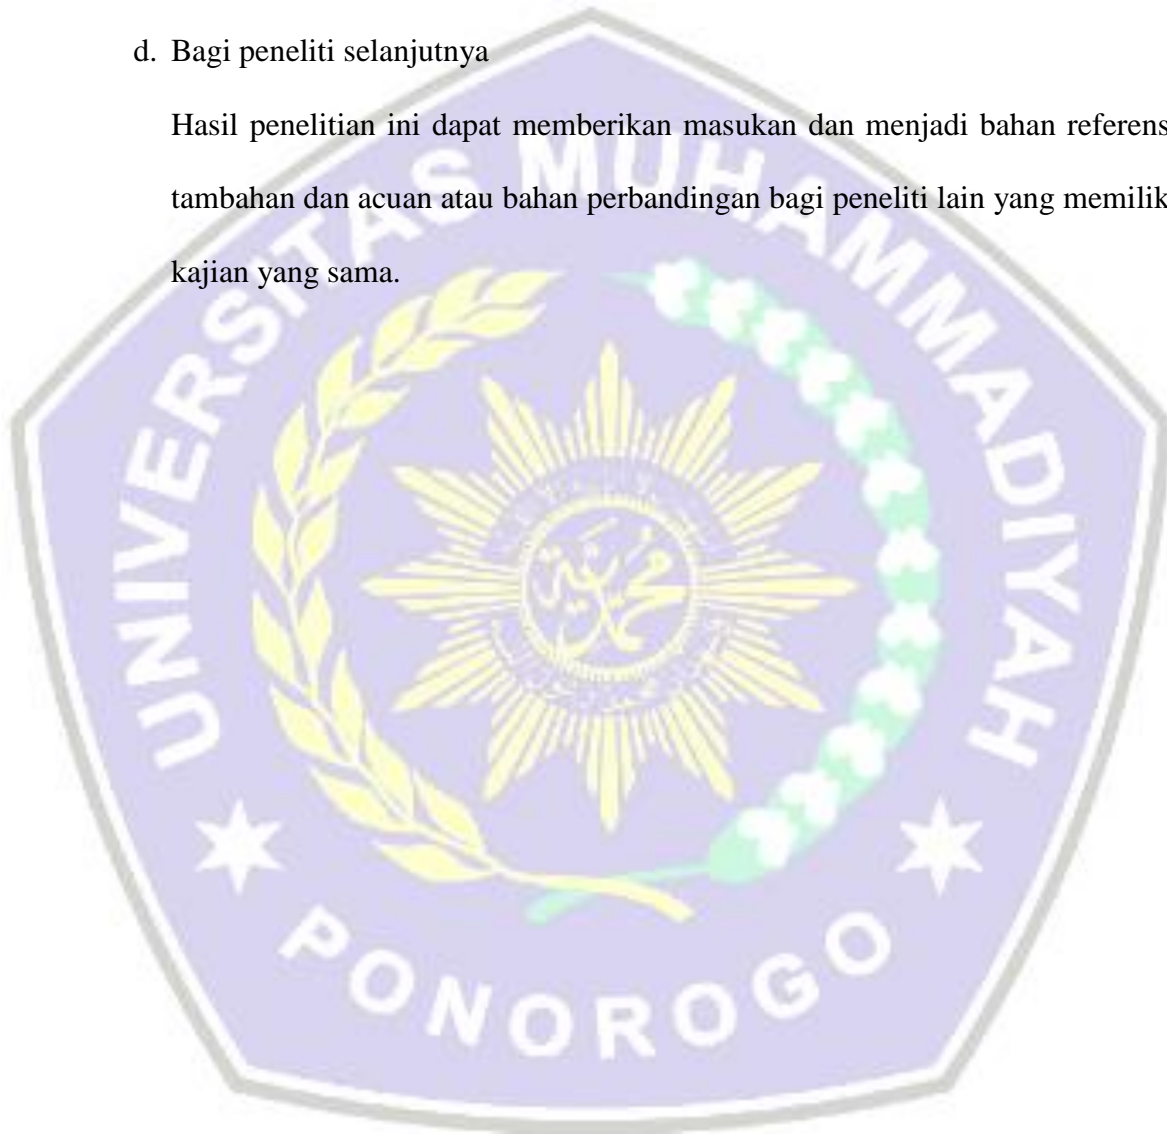 d. Bagi peneliti selanjutnya
Hasil penelitian ini dapat memberikan masukan dan menjadi bahan referens
tambahan dan acuan atau bahan perbandingan bagi peneliti lain yang memilik
kajian yang sama.
UNIVERSITAS MUHAMMADIYAH
محمدية
PONOROGO